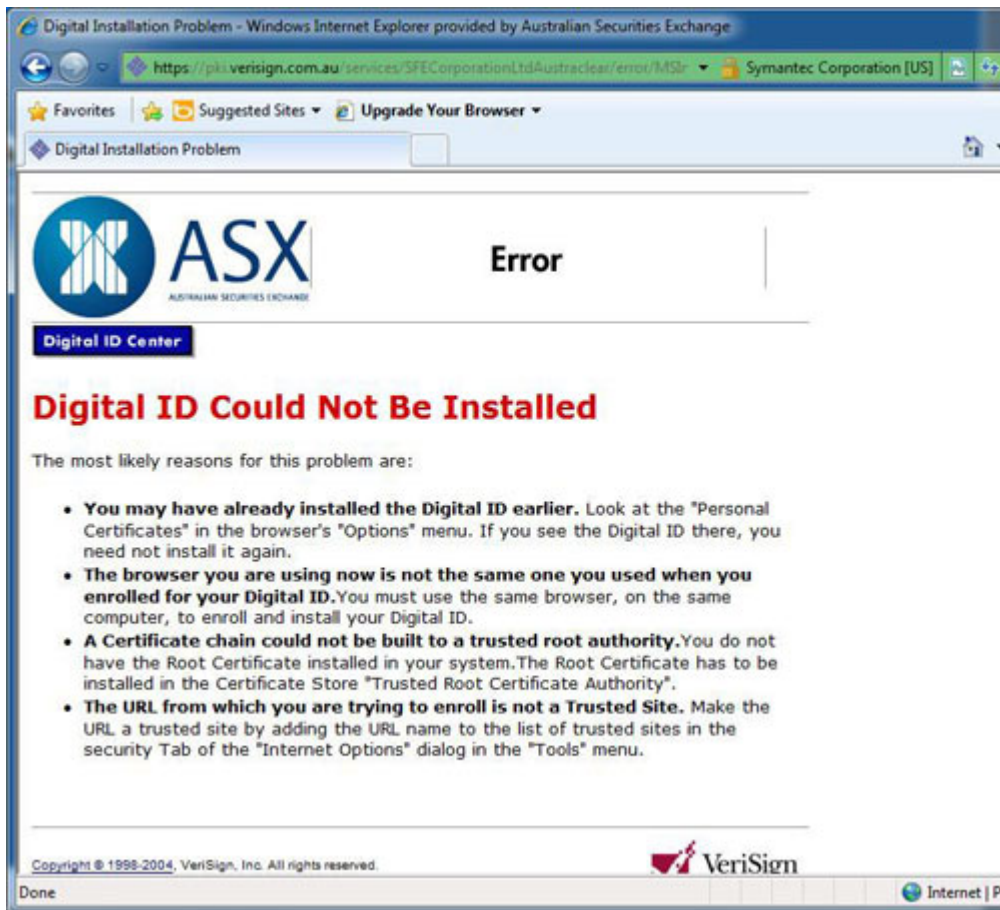 Digital Installation Problem - Windows Internet Explorer provided by Australian Securities Exchange
https://pki.verisign.com.au/services/SFECorporationLtdAustraclear/error/MSIr
Symantec Corporation [US]
Favorites Suggested Sites Upgrade Your Browser
Digital Installation Problem
ASX
AUSTRALIAN SECURITIES EXCHANGE
Error
Digital ID Center
Digital ID Could Not Be Installed
The most likely reasons for this problem are:
• You may have already installed the Digital ID earlier. Look at the "Personal
Certificates" in the browser's "Options" menu. If you see the Digital ID there, you
need not install it again.
• The browser you are using now is not the same one you used when you
enrolled for your Digital ID.You must use the same browser, on the same
computer, to enroll and install your Digital ID.
• A Certificate chain could not be built to a trusted root authority.You do not
have the Root Certificate installed in your system.The Root Certificate has to be
installed in the Certificate Store "Trusted Root Certificate Authority".
• The URL from which you are trying to enroll is not a Trusted Site. Make the
URL a trusted site by adding the URL name to the list of trusted sites in the
security Tab of the "Internet Options" dialog in the "Tools" menu.
Copyright © 1998-2004, VeriSign, Inc. All rights reserved.
VeriSign
Done
Internet | P